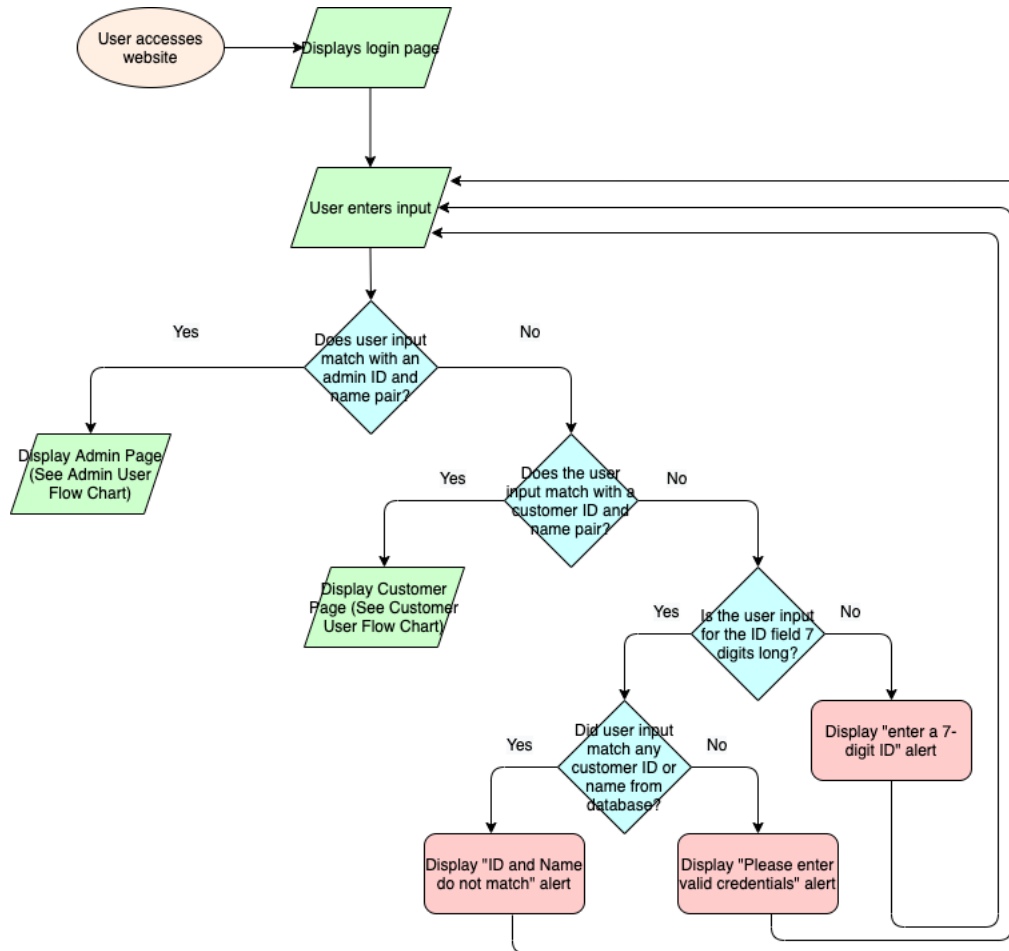 User accesses
website
Displays login page
User enters input
Yes
No
Does user input
match with an
admin ID and
name pair?
Display Admin Page
(See Admin User
Flow Chart)
Yes
No
Does the user
input match with a
customer ID and
name pair?
Display Customer
Page (See Customer
User Flow Chart)
Yes
No
Is the user input
for the ID field 7
digits long?
Yes
No
Did user input
match any
customer ID or
name from
database?
Display "enter a 7-
digit ID" alert
Display "ID and Name
do not match" alert
Display "Please enter
valid credentials" alert